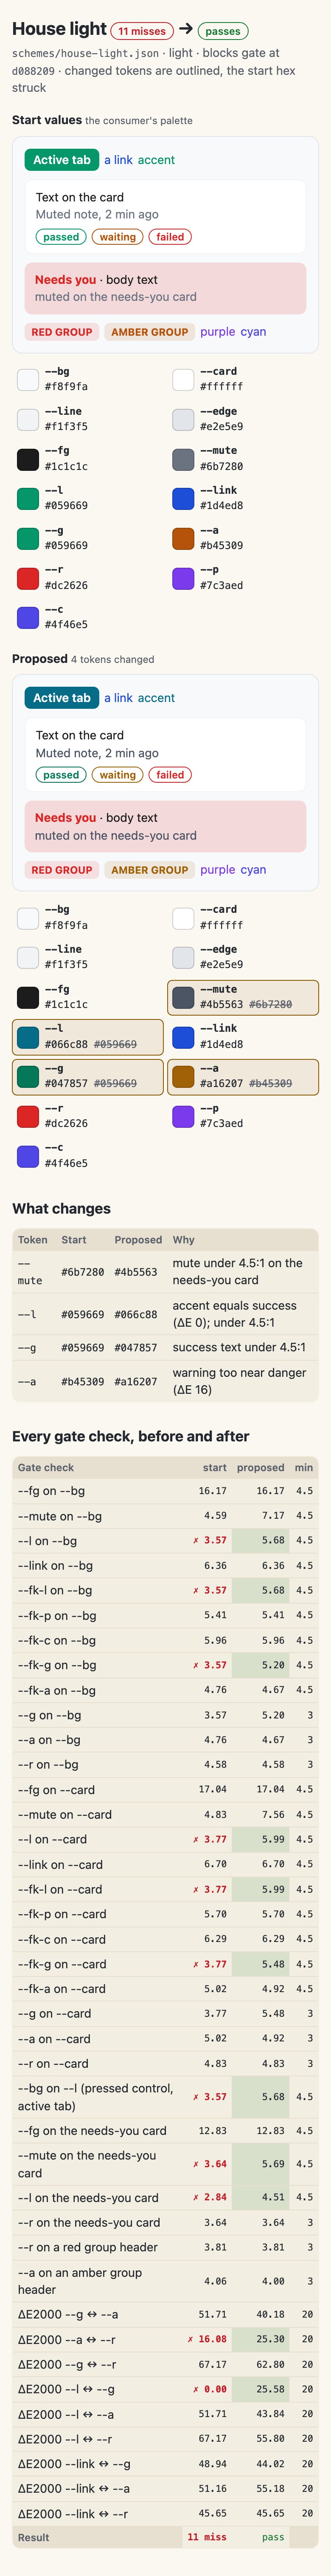 House light 11 misses → passes
schemes/house-light.json · light · blocks gate at
d088209 · changed tokens are outlined, the start hex
struck
Start values the consumer's palette
Active tab a link accent
Text on the card
Muted note, 2 min ago
passed waiting failed
Needs you · body text
muted on the needs-you card
RED GROUP AMBER GROUP purple cyan
--bg
#f8f9fa
--card
#ffffff
--line
#f1f3f5
--edge
#e2e5e9
--fg
#1c1c1c
--mute
#6b7280
--l
#059669
--link
#1d4ed8
--g
#059669
--a
#b45309
--r
#dc2626
--p
#7c3aed
--c
#4f46e5
Proposed 4 tokens changed
Active tab a link accent
Text on the card
Muted note, 2 min ago
passed waiting failed
Needs you · body text
muted on the needs-you card
RED GROUP AMBER GROUP purple cyan
--bg
#f8f9fa
--card
#ffffff
--line
#f1f3f5
--edge
#e2e5e9
--fg
#1c1c1c
--mute
#4b5563 #6b7280
--l
#066c88 #059669
--link
#1d4ed8
--g
#047857 #059669
--a
#a16207 #b45309
--r
#dc2626
--p
#7c3aed
--c
#4f46e5
What changes
Token Start Proposed Why
--mute #6b7280 #4b5563 mute under 4.5:1 on the needs-you card
--l #059669 #066c88 accent equals success (ΔE 0); under 4.5:1
--g #059669 #047857 success text under 4.5:1
--a #b45309 #a16207 warning too near danger (ΔE 16)
Every gate check, before and after
Gate check start proposed min
--fg on --bg 16.17 16.17 4.5
--mute on --bg 4.59 7.17 4.5
--l on --bg ✗ 3.57 5.68 4.5
--link on --bg 6.36 6.36 4.5
--fk-l on --bg ✗ 3.57 5.68 4.5
--fk-p on --bg 5.41 5.41 4.5
--fk-c on --bg 5.96 5.96 4.5
--fk-g on --bg ✗ 3.57 5.20 4.5
--fk-a on --bg 4.76 4.67 4.5
--g on --bg 3.57 5.20 3
--a on --bg 4.76 4.67 3
--r on --bg 4.58 4.58 3
--fg on --card 17.04 17.04 4.5
--mute on --card 4.83 7.56 4.5
--l on --card ✗ 3.77 5.99 4.5
--link on --card 6.70 6.70 4.5
--fk-l on --card ✗ 3.77 5.99 4.5
--fk-p on --card 5.70 5.70 4.5
--fk-c on --card 6.29 6.29 4.5
--fk-g on --card ✗ 3.77 5.48 4.5
--fk-a on --card 5.02 4.92 4.5
--g on --card 3.77 5.48 3
--a on --card 5.02 4.92 3
--r on --card 4.83 4.83 3
--bg on --l (pressed control, active tab) ✗ 3.57 5.68 4.5
--fg on the needs-you card 12.83 12.83 4.5
--mute on the needs-you card ✗ 3.64 5.69 4.5
--l on the needs-you card ✗ 2.84 4.51 4.5
--r on the needs-you card 3.64 3.64 3
--r on a red group header 3.81 3.81 3
--a on an amber group header 4.06 4.00 3
ΔE2000 --g ↔ --a 51.71 40.18 20
ΔE2000 --a ↔ --r ✗ 16.08 25.30 20
ΔE2000 --g ↔ --r 67.17 62.80 20
ΔE2000 --l ↔ --g ✗ 0.00 25.58 20
ΔE2000 --l ↔ --a 51.71 43.84 20
ΔE2000 --l ↔ --r 67.17 55.80 20
ΔE2000 --link ↔ --g 48.94 44.02 20
ΔE2000 --link ↔ --a 51.16 55.18 20
ΔE2000 --link ↔ --r 45.65 45.65 20
Result 11 miss pass